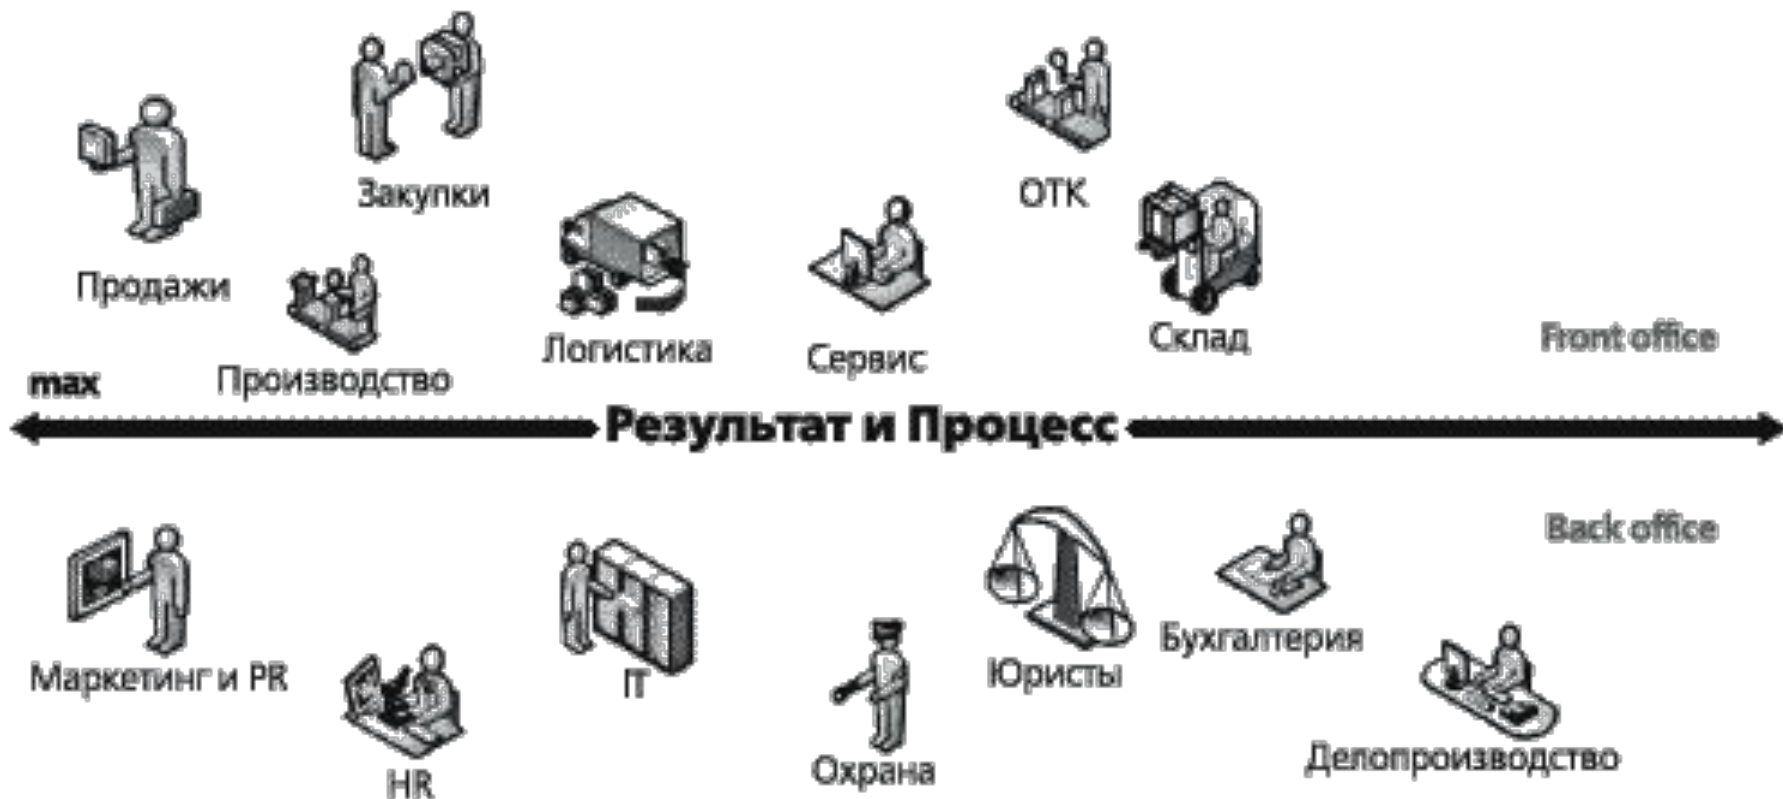 Закупки
ОТК
Продажи
Производство
Логистика
Сервис
Склад
Front office
max
Результат и Процесс
Back office
Маркетинг и PR
HR
IT
Охрана
Юристы
Бухгалтерия
Делопроизводство